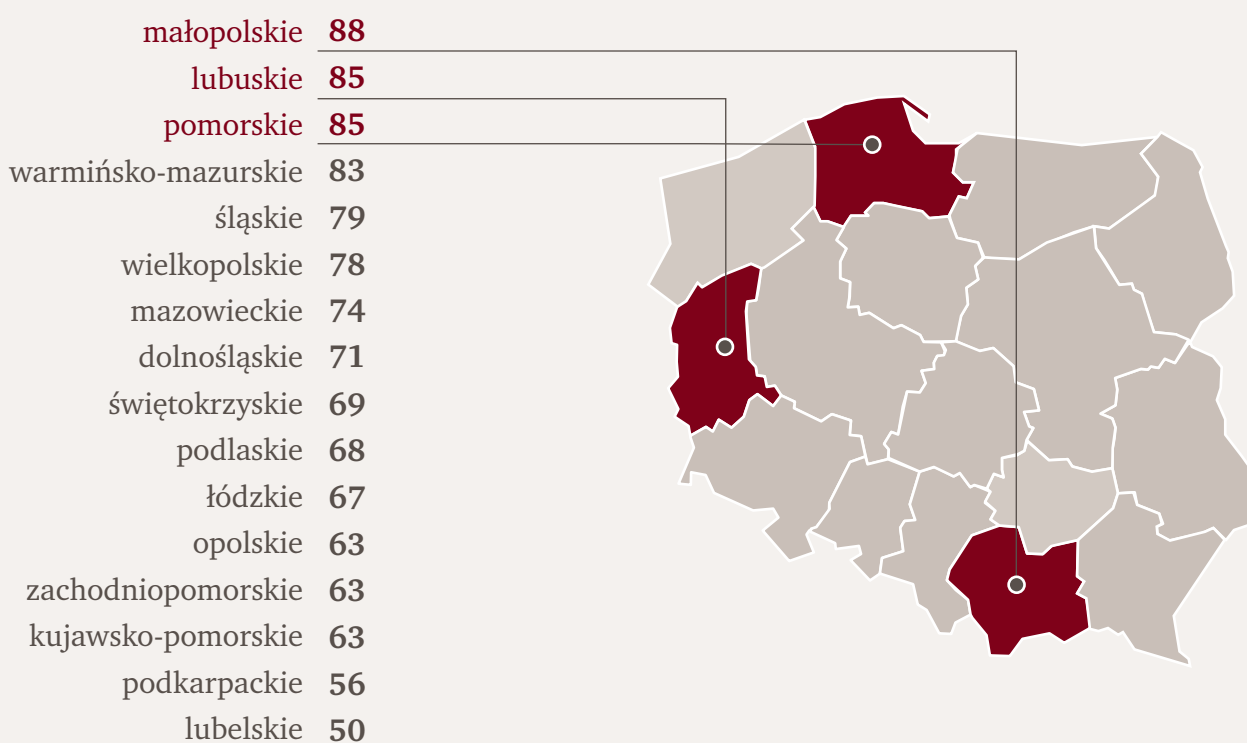 małopolskie 88
lubuskie 85
pomorskie 85
warmińsko-mazurskie 83
śląskie 79
wielkopolskie 78
mazowieckie 74
dolnośląskie 71
świętokrzyskie 69
podlaskie 68
łódzkie 67
opolskie 63
zachodniopomorskie 63
kujawsko-pomorskie 63
podkarpackie 56
lubelskie 50